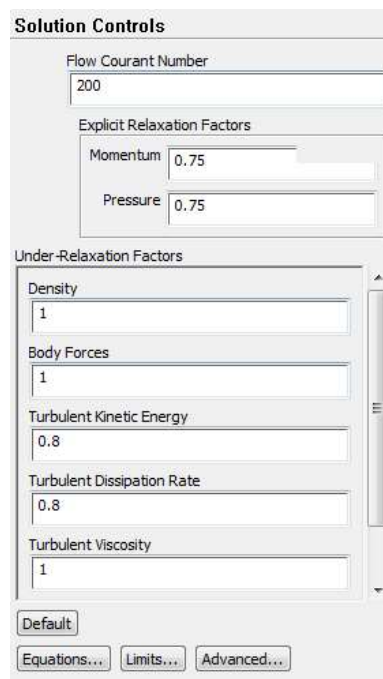 Solution Controls
Flow Courant Number
200
Explicit Relaxation Factors
Momentum 0.75
Pressure 0.75
Under-Relaxation Factors
Density
1
Body Forces
1
Turbulent Kinetic Energy
0.8
Turbulent Dissipation Rate
0.8
Turbulent Viscosity
1
Default
Equations... Limits... Advanced...